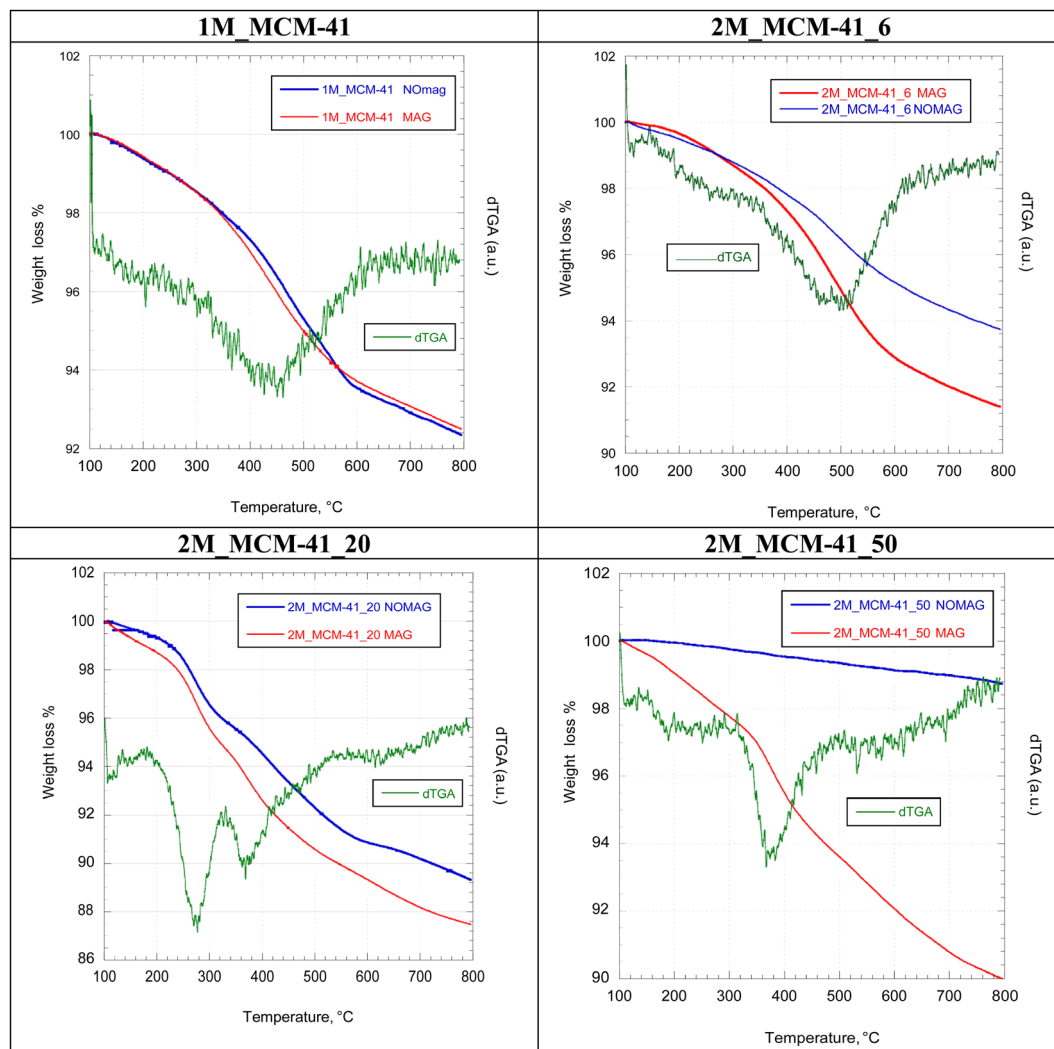 1M_MCM-41
102
100
98
96
94
92
100 200 300 400 500 600 700 800
Weight loss %
dTGA (a.u.)
Temperature, °C
1M_MCM-41 NOmag
1M_MCM-41 MAG
dTGA
2M_MCM-41_6
102
100
98
96
94
92
90
100 200 300 400 500 600 700 800
Weight loss %
dTGA (a.u.)
Temperature, °C
2M_MCM-41_6 MAG
2M_MCM-41_6 NOMAG
dTGA
2M_MCM-41_20
102
100
98
96
94
92
90
88
86
100 200 300 400 500 600 700 800
Weight loss %
dTGA (a.u.)
Temperature, °C
2M_MCM-41_20 NOMAG
2M_MCM-41_20 MAG
dTGA
2M_MCM-41_50
102
100
98
96
94
92
90
100 200 300 400 500 600 700 800
Weight loss %
dTGA (a.u.)
Temperature, °C
2M_MCM-41_50 NOMAG
2M_MCM-41_50 MAG
dTGA